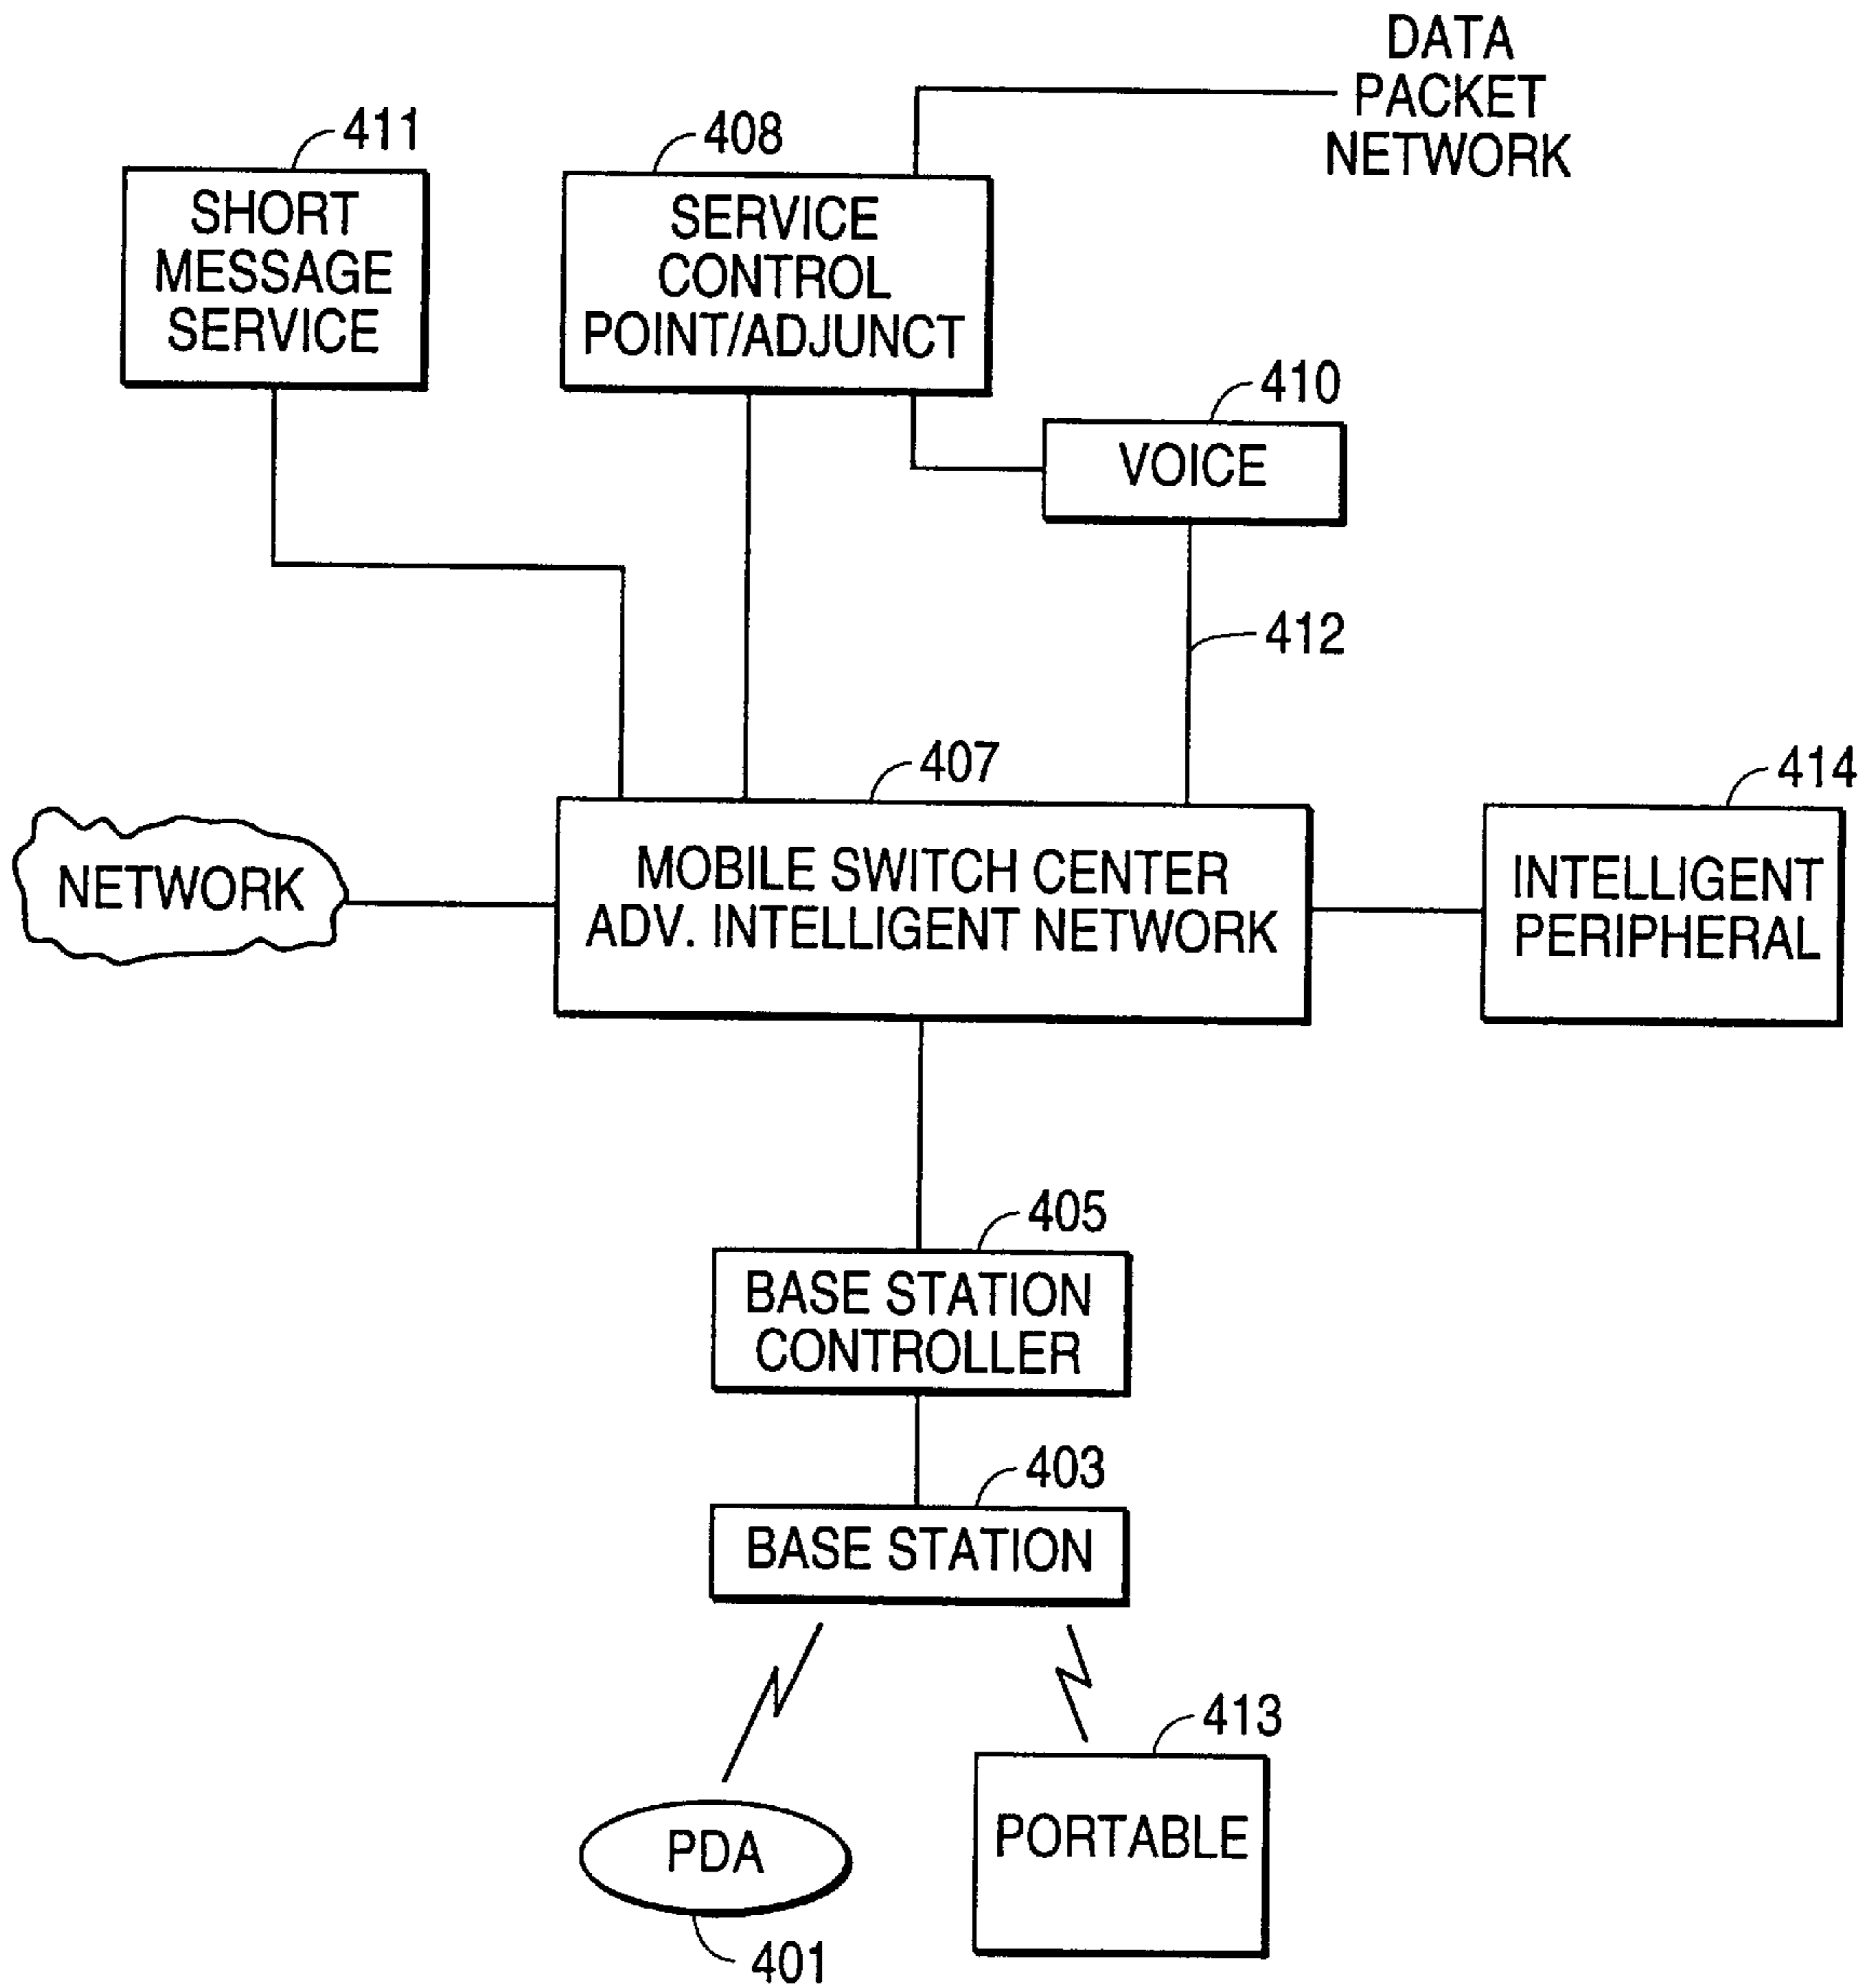 DATA
PACKET
NETWORK
411
SHORT
MESSAGE
SERVICE
408
SERVICE
CONTROL
POINT/ADJUNCT
410
VOICE
412
407
MOBILE SWITCH CENTER
ADV. INTELLIGENT NETWORK
NETWORK
414
INTELLIGENT
PERIPHERAL
405
BASE STATION
CONTROLLER
403
BASE STATION
413
PORTABLE
PDA
401